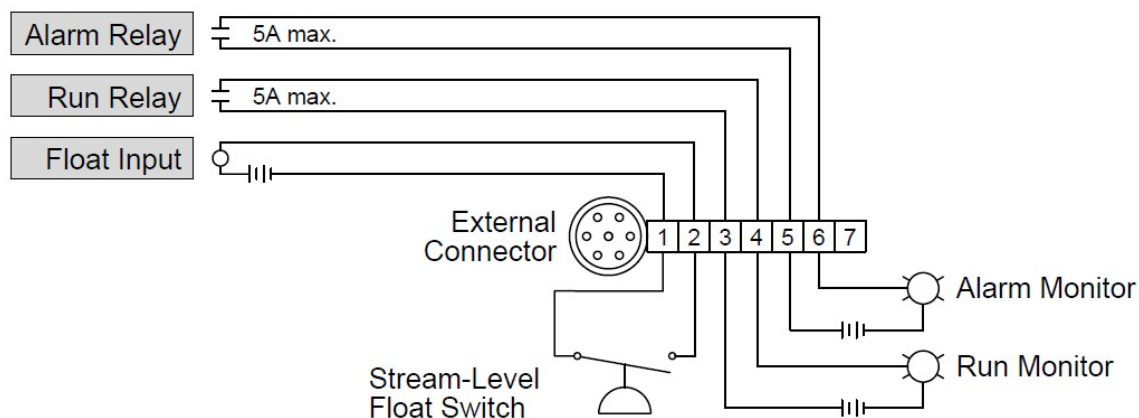 Alarm Relay
5A max.
Run Relay
5A max.
Float Input
External
Connector
1 2 3 4 5 6 7
Alarm Monitor
Run Monitor
Stream-Level
Float Switch